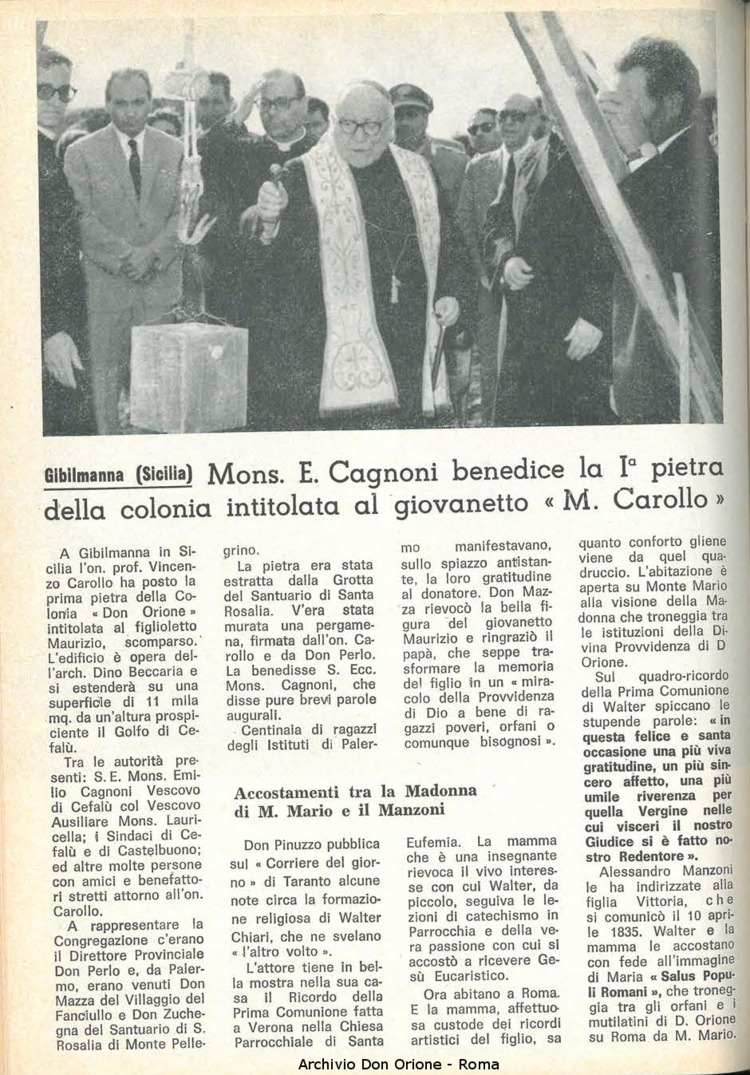 Gibilmanna (Sicilia) Mons. E. Cagnoni benedice la Iª pietra
della colonia intitolata al giovanetto « M. Carollo »
A Gibilmanna in Si-
cilia l'on. prof. Vincen-
zo Carollo ha posto la
prima pietra della Co-
lonia « Don Orione »
intitolata al figlioletto
Maurizio, scomparso.
L'edificio è opera del-
l'arch. Dino Beccaria e
si estenderà su una
superficie di 11 mila
mq. da un'altura prospi-
ciente il Golfo di Ce-
falù.
Tra le autorità pre-
senti: S.E. Mons. Emi-
lio Cagnoni Vescovo
di Cefalù col Vescovo
Ausiliare Mons. Lauri-
cella; i Sindaci di Ce-
falù e di Castelbuono;
ed altre molte persone
con amici e benefatto-
ri stretti attorno all'on.
Carollo.
A rappresentare la
Congregazione c'erano
il Direttore Provinciale
Don Perlo e, da Paler-
mo, erano venuti Don
Mazza del Villaggio del
Fanciullo e Don Zuche-
gna del Santuario di S.
Rosalia di Monte Pelle-
grino.
La pietra era stata
estratta dalla Grotta
del Santuario di Santa
Rosalia. V'era stata
murata una pergame-
na, firmata dall'on. Ca-
rollo e da Don Perlo.
La benedisse S. Ecc.
Mons. Cagnoni, che
disse pure brevi parole
augurali.
Centinaia di ragazzi
degli Istituti di Paler-
mo manifestavano,
sullo spiazzo antistan-
te, la loro gratitudine
al donatore. Don Maz-
za rievocò la bella fi-
gura del giovanetto
Maurizio e ringraziò il
papà, che seppe tra-
sformare la memoria
del figlio in un « mira-
colo della Provvidenza
di Dio a bene di ra-
gazzi poveri, orfani o
comunque bisognosi ».
Accostamenti tra la Madonna
di M. Mario e il Manzoni
Don Pinuzzo pubblica
sul « Corriere del gior-
no » di Taranto alcune
note circa la formazio-
ne religiosa di Walter
Chiari, che ne svelano
« l'altro volto ».
L'attore tiene in bel-
la mostra nella sua ca-
sa il Ricordo della
Prima Comunione fatta
a Verona nella Chiesa
Parrocchiale di Santa
Eufemia. La mamma
che è una insegnante
rievoca il vivo interes-
se con cui Walter, da
piccolo, seguiva le le-
zioni di catechismo in
Parrocchia e della ve-
ra passione con cui si
accostò a ricevere Ge-
sù Eucaristico.
Ora abitano a Roma.
E la mamma, affettuo-
sa custode dei ricordi
artistici del figlio, sa
quanto conforto gliene
viene da quel qua-
druccio. L'abitazione è
aperta su Monte Mario
alla visione della Ma-
donna che troneggia tra
le istituzioni della Di-
vina Provvidenza di D
Orione.
Sul quadro-ricordo
della Prima Comunione
di Walter spiccano le
stupende parole: « in
questa felice e santa
occasione una più viva
gratitudine, un più sin-
cero affetto, una più
umile riverenza per
quella Vergine nelle
cui visceri il nostro
Giudice si è fatto no-
stro Redentore ».
Alessandro Manzoni
le ha indirizzate alla
figlia Vittoria, che
si comunicò il 10 apri-
le 1835. Walter e la
mamma le accostano
con fede all'immagine
di Maria « Salus Popu-
li Romani », che troneg-
gia tra gli orfani e i
mutilatini di D. Orione
su Roma da M. Mario.
Archivio Don Orione - Roma